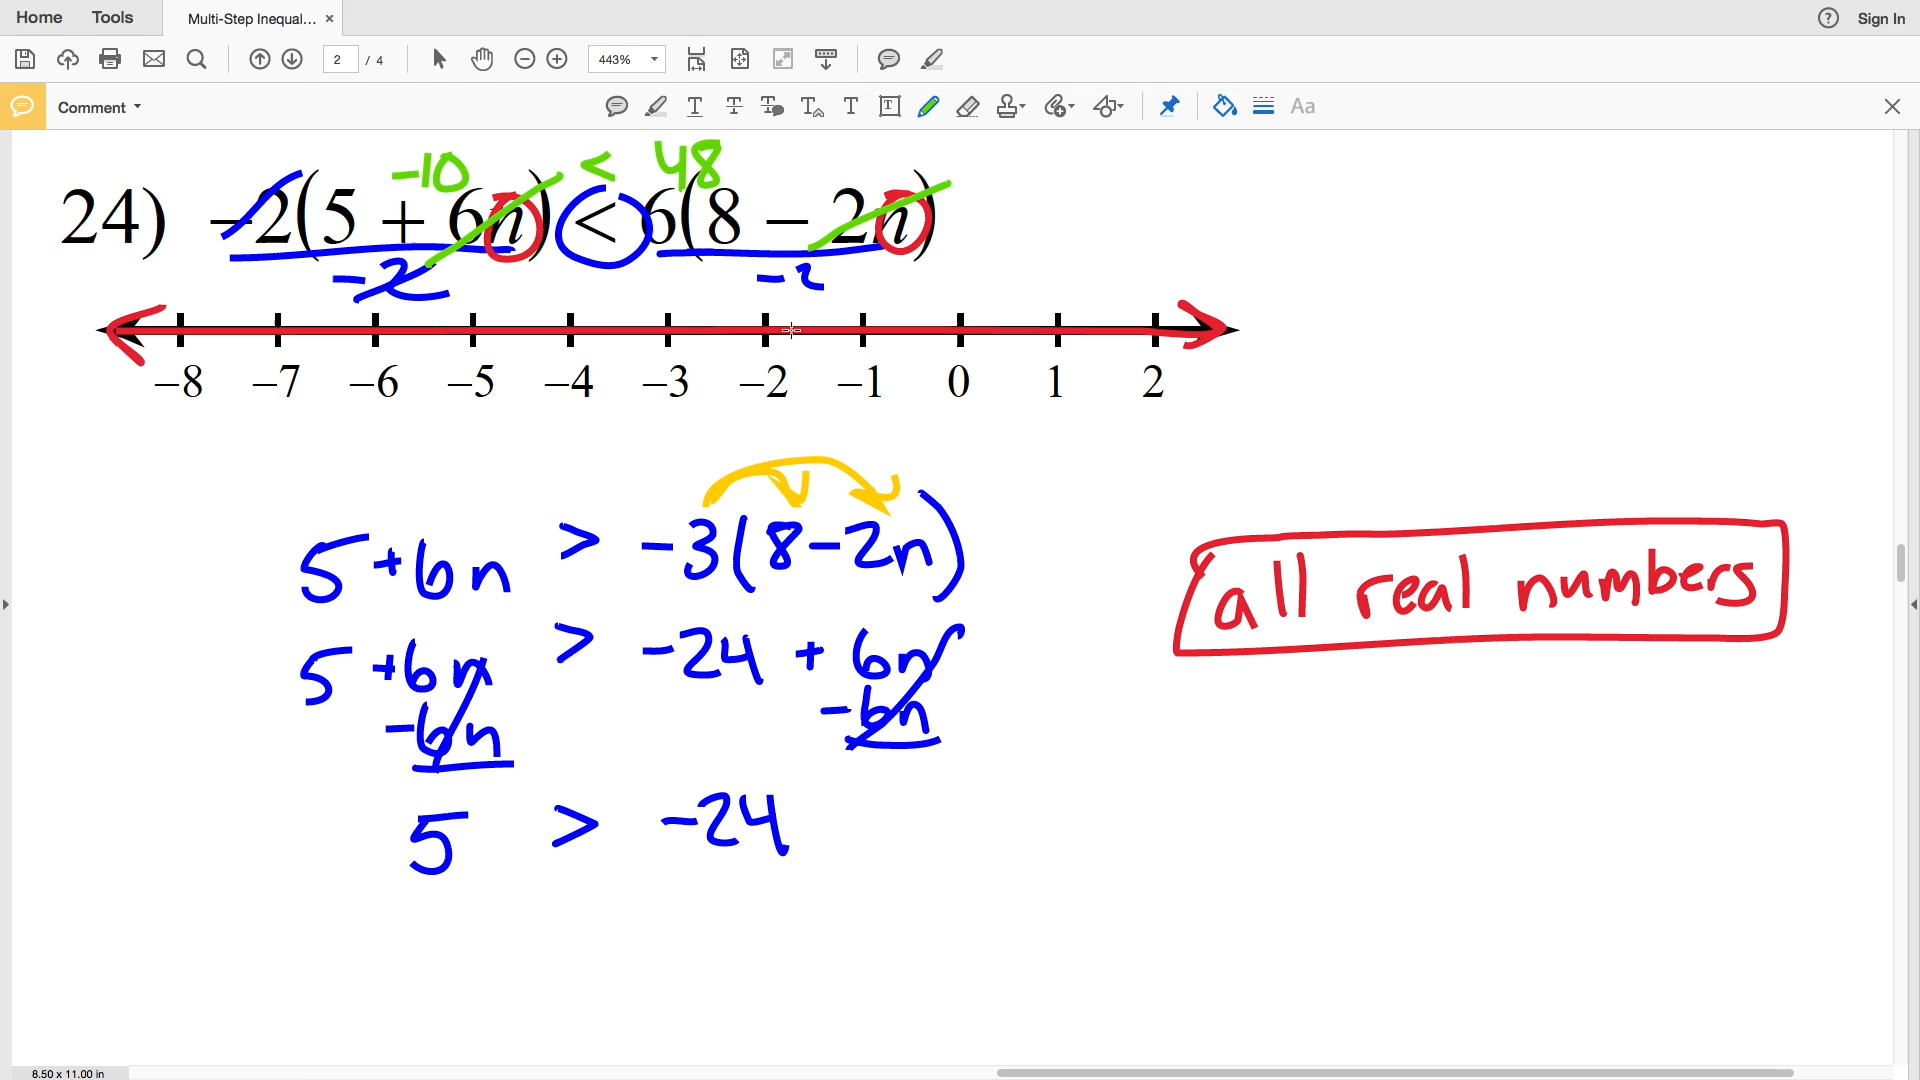 Home Tools Multi-Step Inequal... × ? Sign In
2 / 4 443%
Comment Aa
-10 < 48
24) −2(5 + 6n) < 6(8 − 2n)
-2 -2
−8 −7 −6 −5 −4 −3 −2 −1 0 1 2
5+6n > -3(8-2n)
all real numbers
5+6n > -24 + 6n
-6n -6n
5 > -24
8.50 x 11.00 in